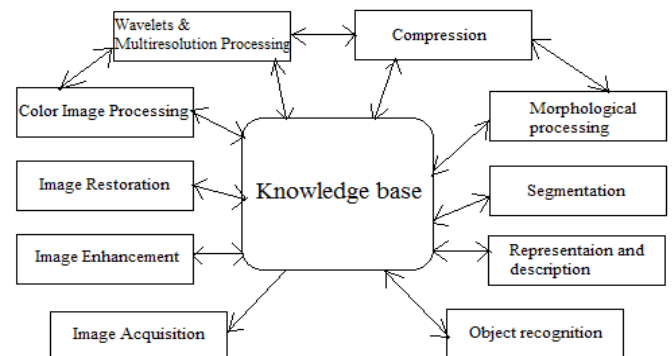 Wavelets &
Multiresolution Processing
Compression
Color Image Processing
Morphological
processing
Image Restoration
Knowledge base
Segmentation
Image Enhancement
Representaion and
description
Image Acquisition
Object recognition